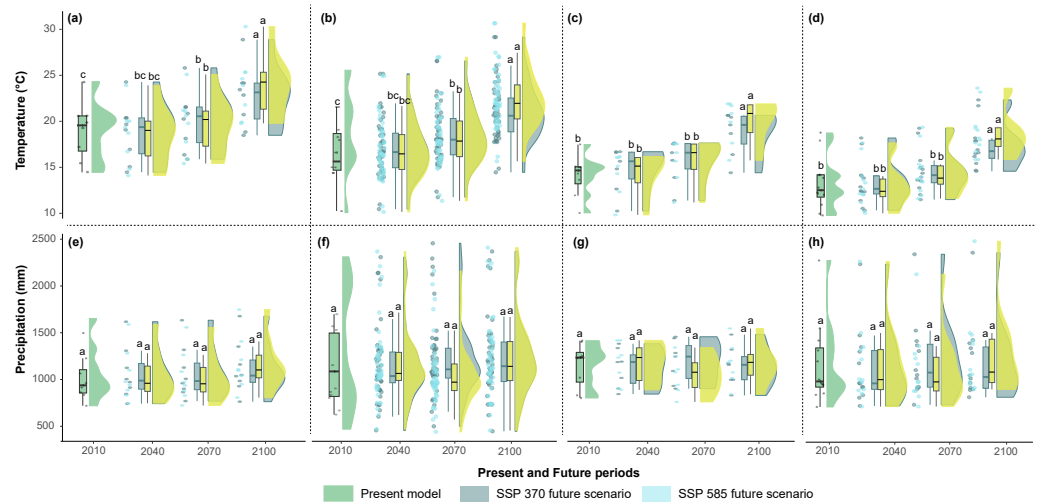 (a) (b) (c) (d)
Temperature (°C)
30
25
20
15
10
c bc bc b b a a
c bc bc b b a a
b b b b b a a
b b b b b a a
(e) (f) (g) (h)
Precipitation (mm)
2500
2000
1500
1000
500
a a a a a a a
a a a a a a a
a a a a a a a
a a a a a a a
2010 2040 2070 2100 2010 2040 2070 2100 2010 2040 2070 2100 2010 2040 2070 2100
Present and Future periods
Present model SSP 370 future scenario SSP 585 future scenario